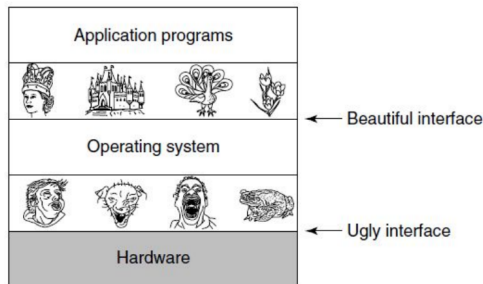 Application programs
Beautiful interface
Operating system
Ugly interface
Hardware